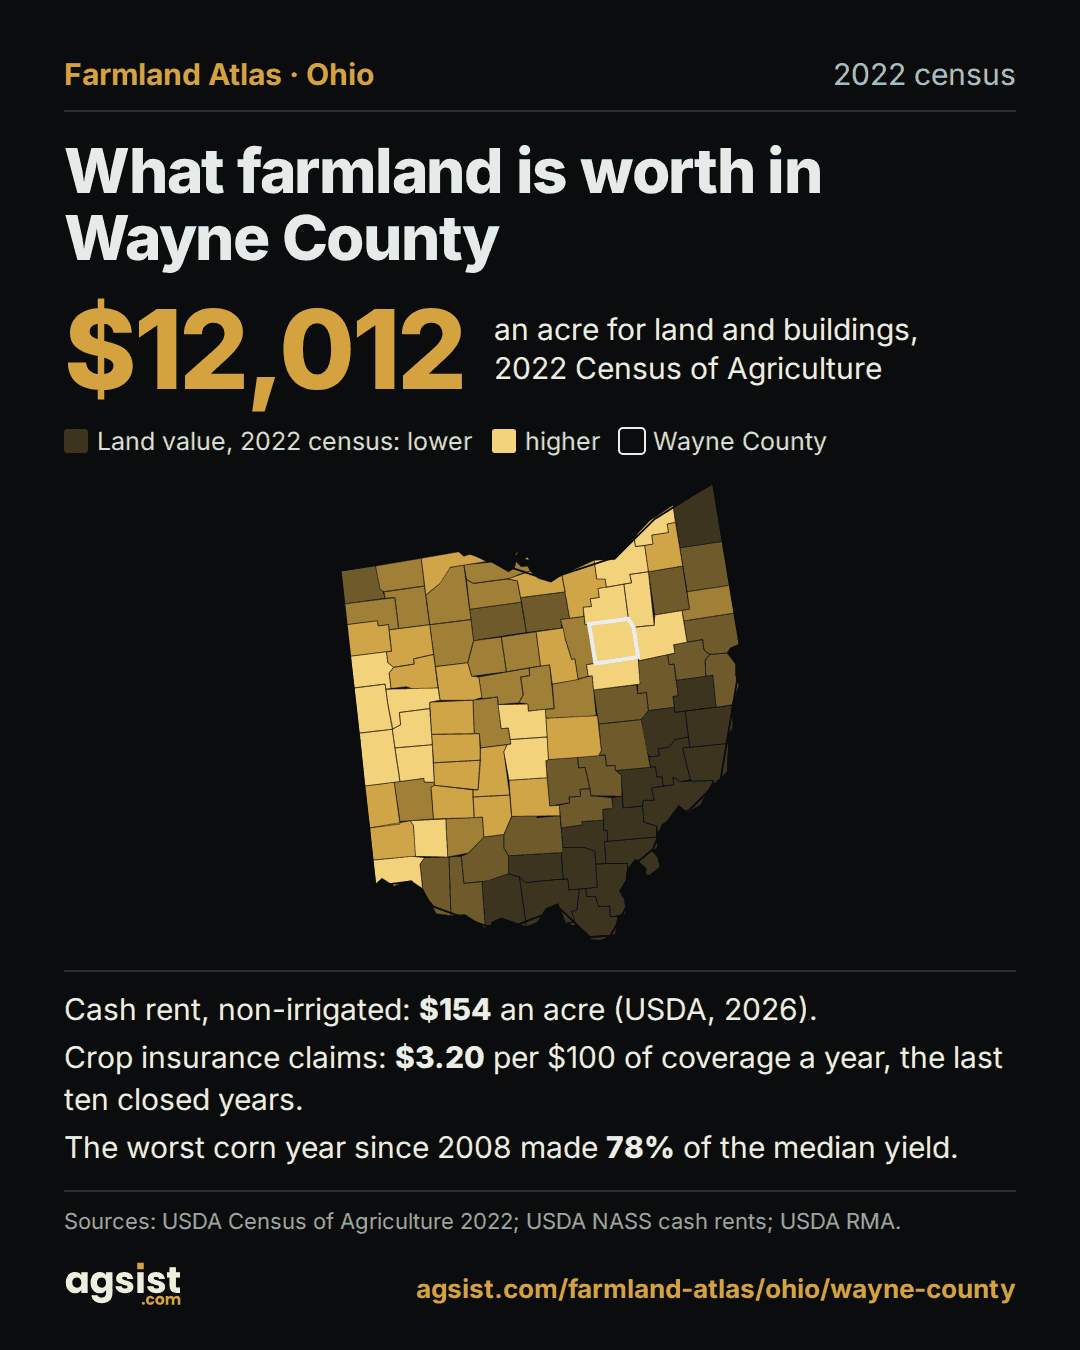 Farmland Atlas · Ohio
2022 census
What farmland is worth in
Wayne County
$12,012
an acre for land and buildings,
2022 Census of Agriculture
Land value, 2022 census: lower
higher
Wayne County
Cash rent, non-irrigated: $154 an acre (USDA, 2026).
Crop insurance claims: $3.20 per $100 of coverage a year, the last
ten closed years.
The worst corn year since 2008 made 78% of the median yield.
Sources: USDA Census of Agriculture 2022; USDA NASS cash rents; USDA RMA.
agsist
.com
agsist.com/farmland-atlas/ohio/wayne-county